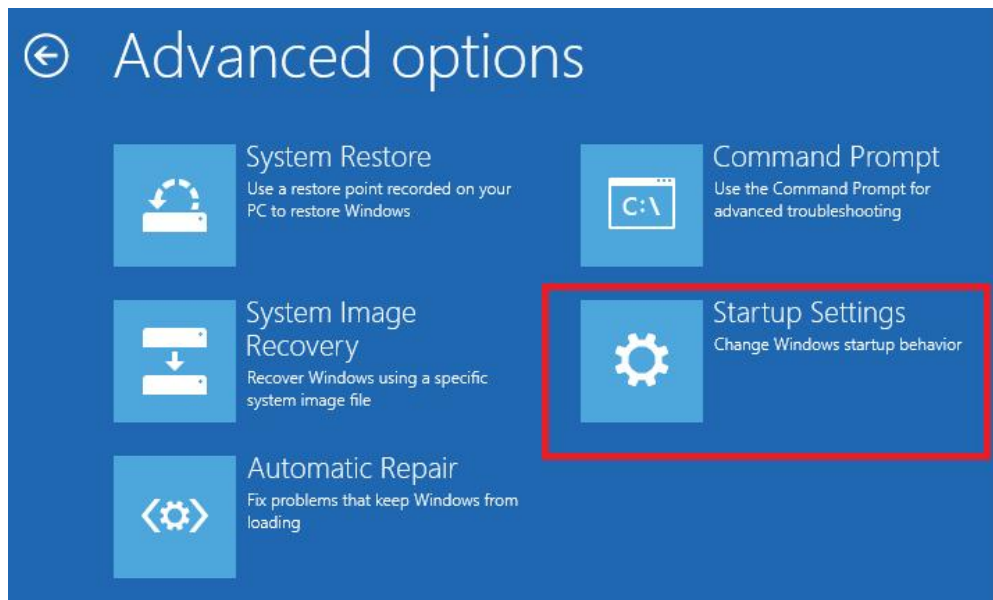 Advanced options
System Restore
Use a restore point recorded on your
PC to restore Windows
Command Prompt
Use the Command Prompt for
advanced troubleshooting
C:\
System Image
Recovery
Recover Windows using a specific
system image file
Startup Settings
Change Windows startup behavior
Automatic Repair
Fix problems that keep Windows from
loading